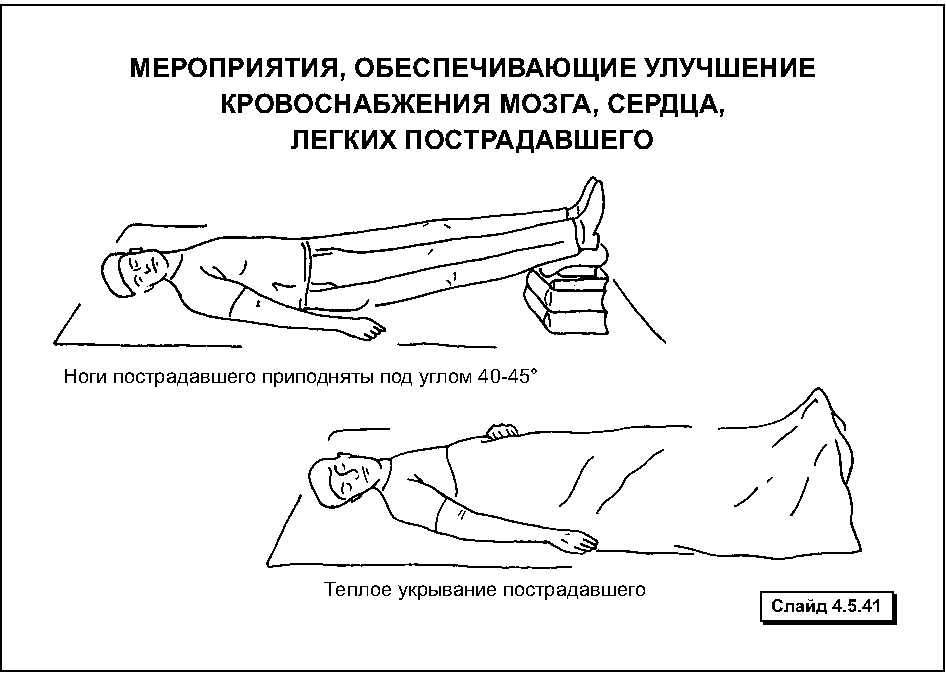 МЕРОПРИЯТИЯ, ОБЕСПЕЧИВАЮЩИЕ УЛУЧШЕНИЕ
КРОВОСНАБЖЕНИЯ МОЗГА, СЕРДЦА,
ЛЕГКИХ ПОСТРАДАВШЕГО
Ноги пострадавшего приподняты под углом 40-45°
Теплое укрывание пострадавшего
Слайд 4.5.41